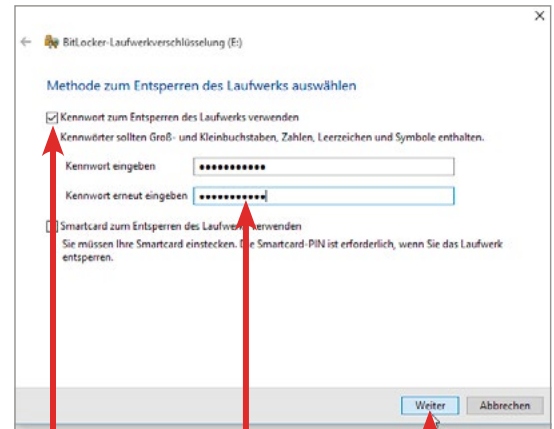 BitLocker-Laufwerkverschlüsselung (E:)
Methode zum Entsperren des Laufwerks auswählen
Kennwort zum Entsperren des Laufwerks verwenden
Kennwörter sollten Groß- und Kleinbuchstaben, Zahlen, Leerzeichen und Symbole enthalten.
Kennwort eingeben
Kennwort erneut eingeben
Smartcard zum Entsperren des Laufwerks verwenden
Sie müssen Ihre Smartcard einstecken. Die Smartcard-PIN ist erforderlich, wenn Sie das Laufwerk
entsperren.
Weiter Abbrechen